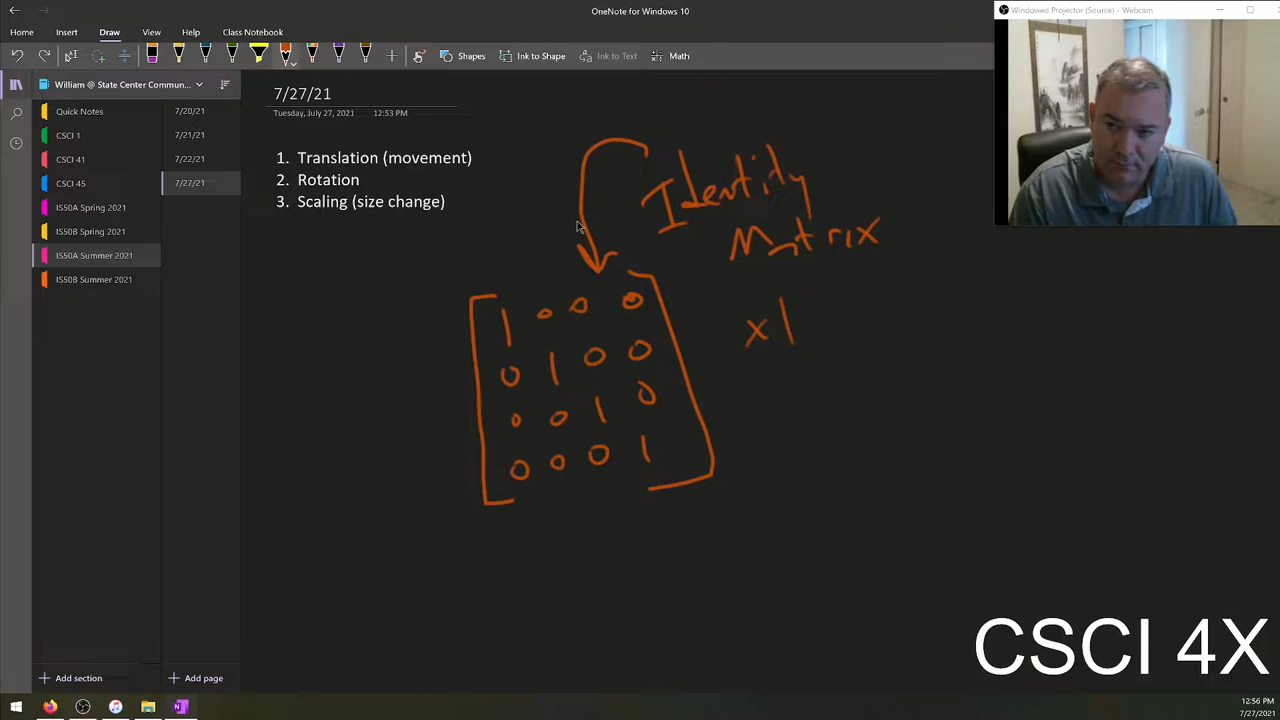 OneNote for Windows 10
Windowed Projector (Source) - Webcam
Home Insert Draw View Help Class Notebook
Shapes Ink to Shape Ink to Text Math
William @ State Center Commun...
Quick Notes
CSCI 1
CSCI 41
CSCI 45
IS50A Spring 2021
IS50B Spring 2021
IS50A Summer 2021
IS50B Summer 2021
7/20/21
7/21/21
7/22/21
7/27/21
7/27/21
Tuesday, July 27, 2021 12:53 PM
1. Translation (movement)
2. Rotation
3. Scaling (size change)
Identity
Matrix
1 0 0 0
0 1 0 0
0 0 1 0
0 0 0 1
x1
CSCI 4X
Add section
Add page
12:56 PM
7/27/2021